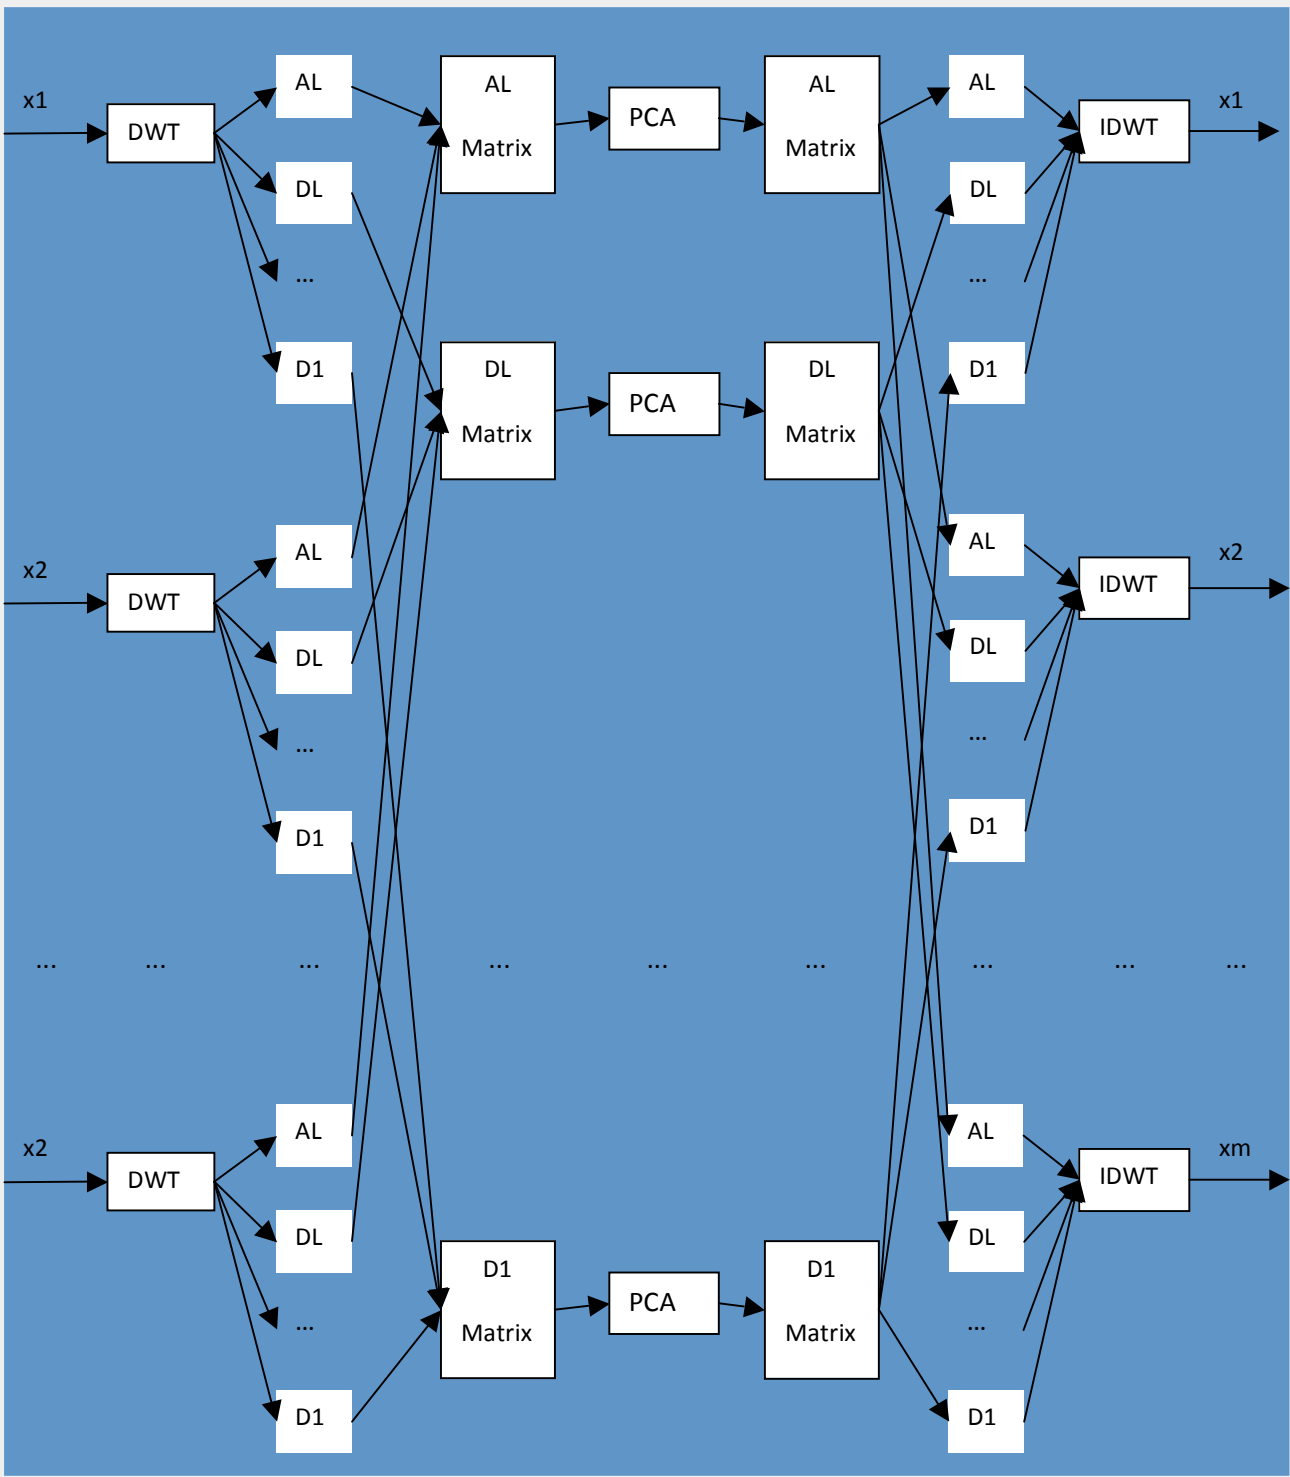 x1
DWT
AL
DL
...
D1
AL
Matrix
PCA
AL
Matrix
AL
DL
...
D1
IDWT
x1
DL
Matrix
PCA
DL
Matrix
x2
DWT
AL
DL
...
D1
AL
DL
...
D1
IDWT
x2
... ... ... ... ... ... ... ... ...
x2
DWT
AL
DL
...
D1
D1
Matrix
PCA
D1
Matrix
AL
DL
...
D1
IDWT
xm